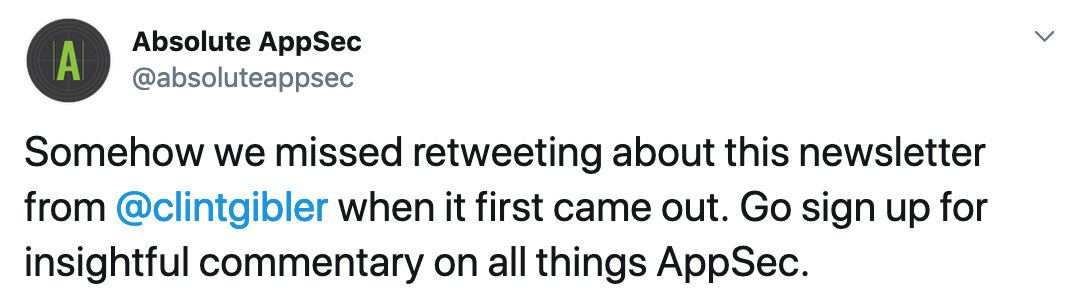 Absolute AppSec
@absoluteappsec
Somehow we missed retweeting about this newsletter
from @clintgibler when it first came out. Go sign up for
insightful commentary on all things AppSec.